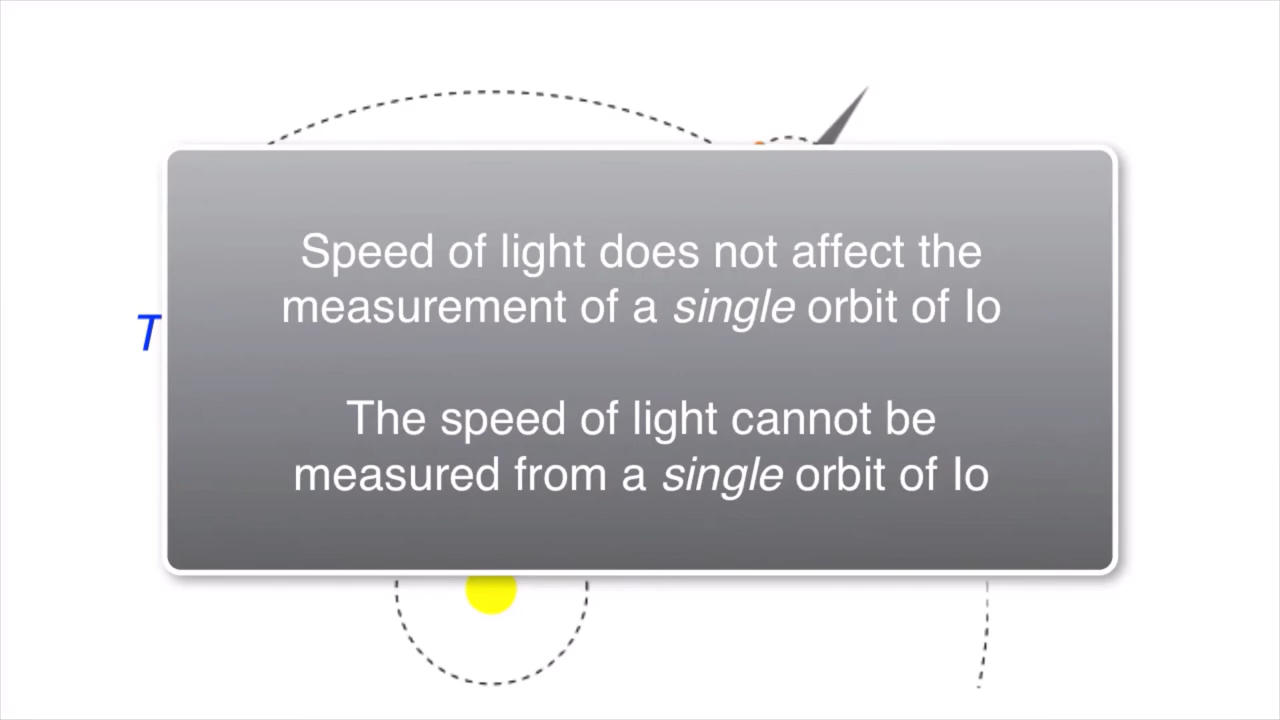 Speed of light does not affect the
measurement of a single orbit of Io
T
The speed of light cannot be
measured from a single orbit of Io